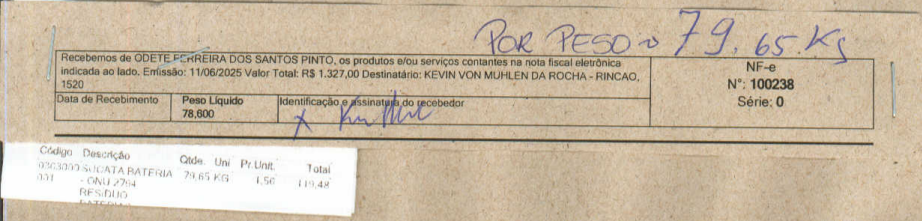 POR PESO 79,65 Kg
Recebemos de ODETE FERREIRA DOS SANTOS PINTO, os produtos e/ou serviços contantes na nota fiscal eletrônica
indicada ao lado. Emissão: 11/06/2025 Valor Total: R$ 1.327,00 Destinatário: KEVIN VON MUHLEN DA ROCHA - RINCAO,
1520
NF-e
N°: 100238
Série: 0
Data de Recebimento Peso Líquido Identificação e assinatura do recebedor
78,600
X
Código Descrição Qtde. Uni Pr.Unit. Total
0303000 SUCATA BATERIA 79,65 KG 1,50 119,48
001 - ONU 2794
RESIDUO